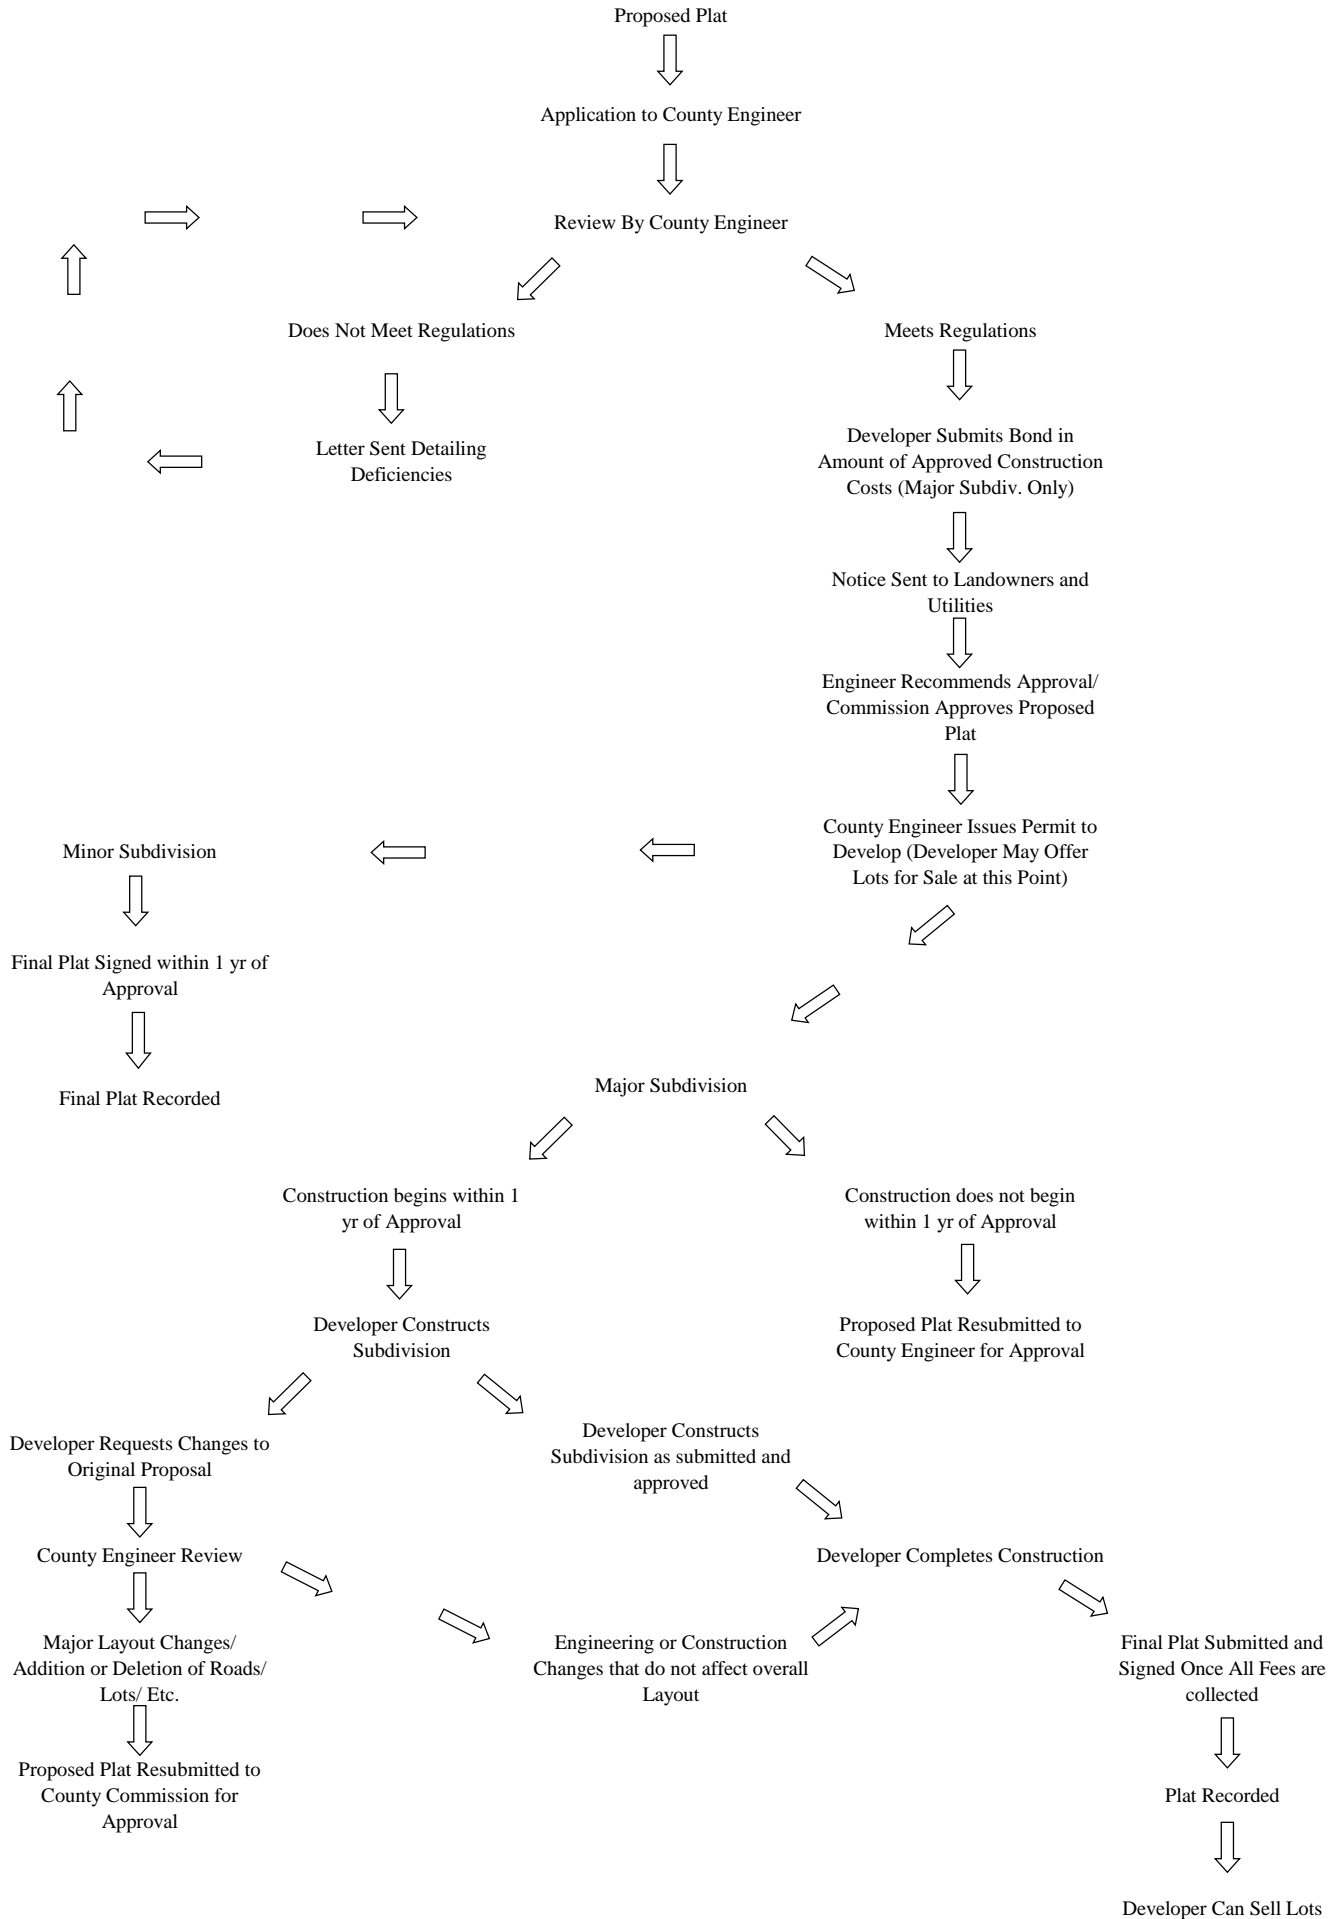 Proposed Plat
Application to County Engineer
Review By County Engineer
Does Not Meet Regulations
Meets Regulations
Letter Sent Detailing
Deficiencies
Developer Submits Bond in
Amount of Approved Construction
Costs (Major Subdiv. Only)
Notice Sent to Landowners and
Utilities
Engineer Recommends Approval/
Commission Approves Proposed
Plat
County Engineer Issues Permit to
Develop (Developer May Offer
Lots for Sale at this Point)
Minor Subdivision
Final Plat Signed within 1 yr of
Approval
Final Plat Recorded
Major Subdivision
Construction begins within 1
yr of Approval
Construction does not begin
within 1 yr of Approval
Developer Constructs
Subdivision
Proposed Plat Resubmitted to
County Engineer for Approval
Developer Requests Changes to
Original Proposal
Developer Constructs
Subdivision as submitted and
approved
County Engineer Review
Developer Completes Construction
Major Layout Changes/
Addition or Deletion of Roads/
Lots/ Etc.
Engineering or Construction
Changes that do not affect overall
Layout
Final Plat Submitted and
Signed Once All Fees are
collected
Proposed Plat Resubmitted to
County Commission for
Approval
Plat Recorded
Developer Can Sell Lots